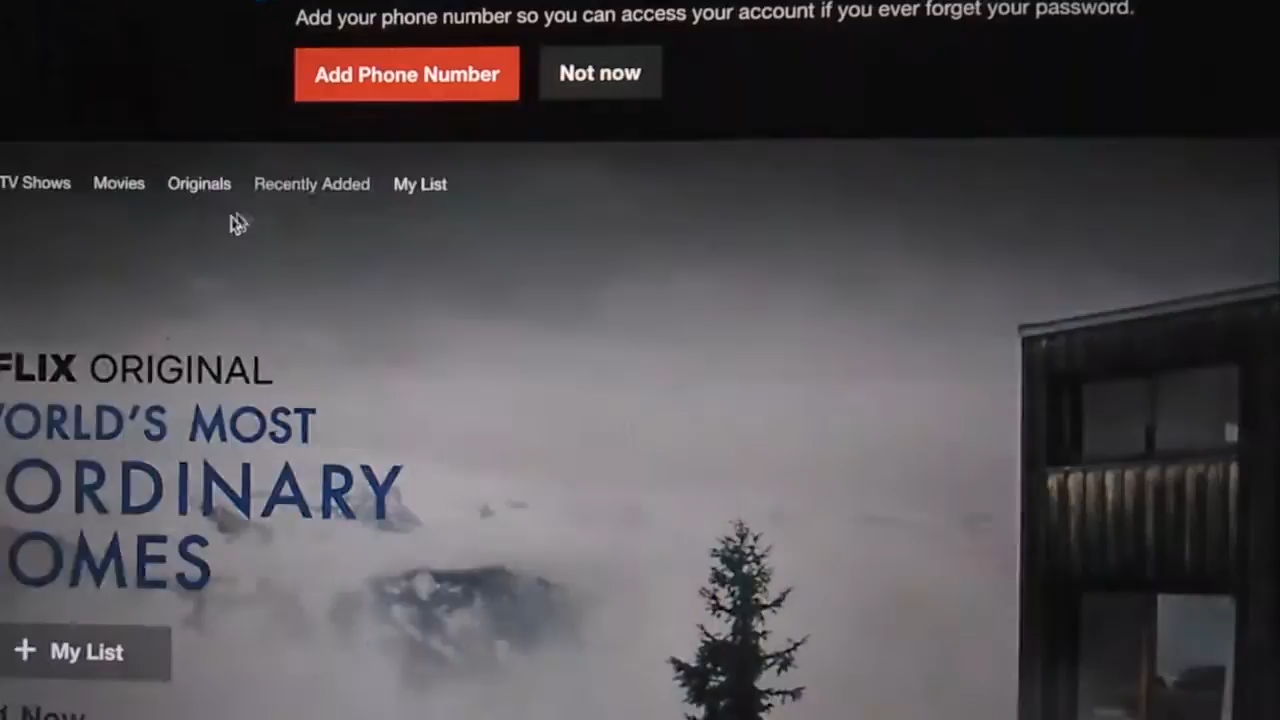 Add your phone number so you can access your account if you ever forget your password.
Add Phone Number Not now
TV Shows Movies Originals Recently Added My List
FLIX ORIGINAL
ORLD'S MOST
ORDINARY
OMES
+ My List
Now